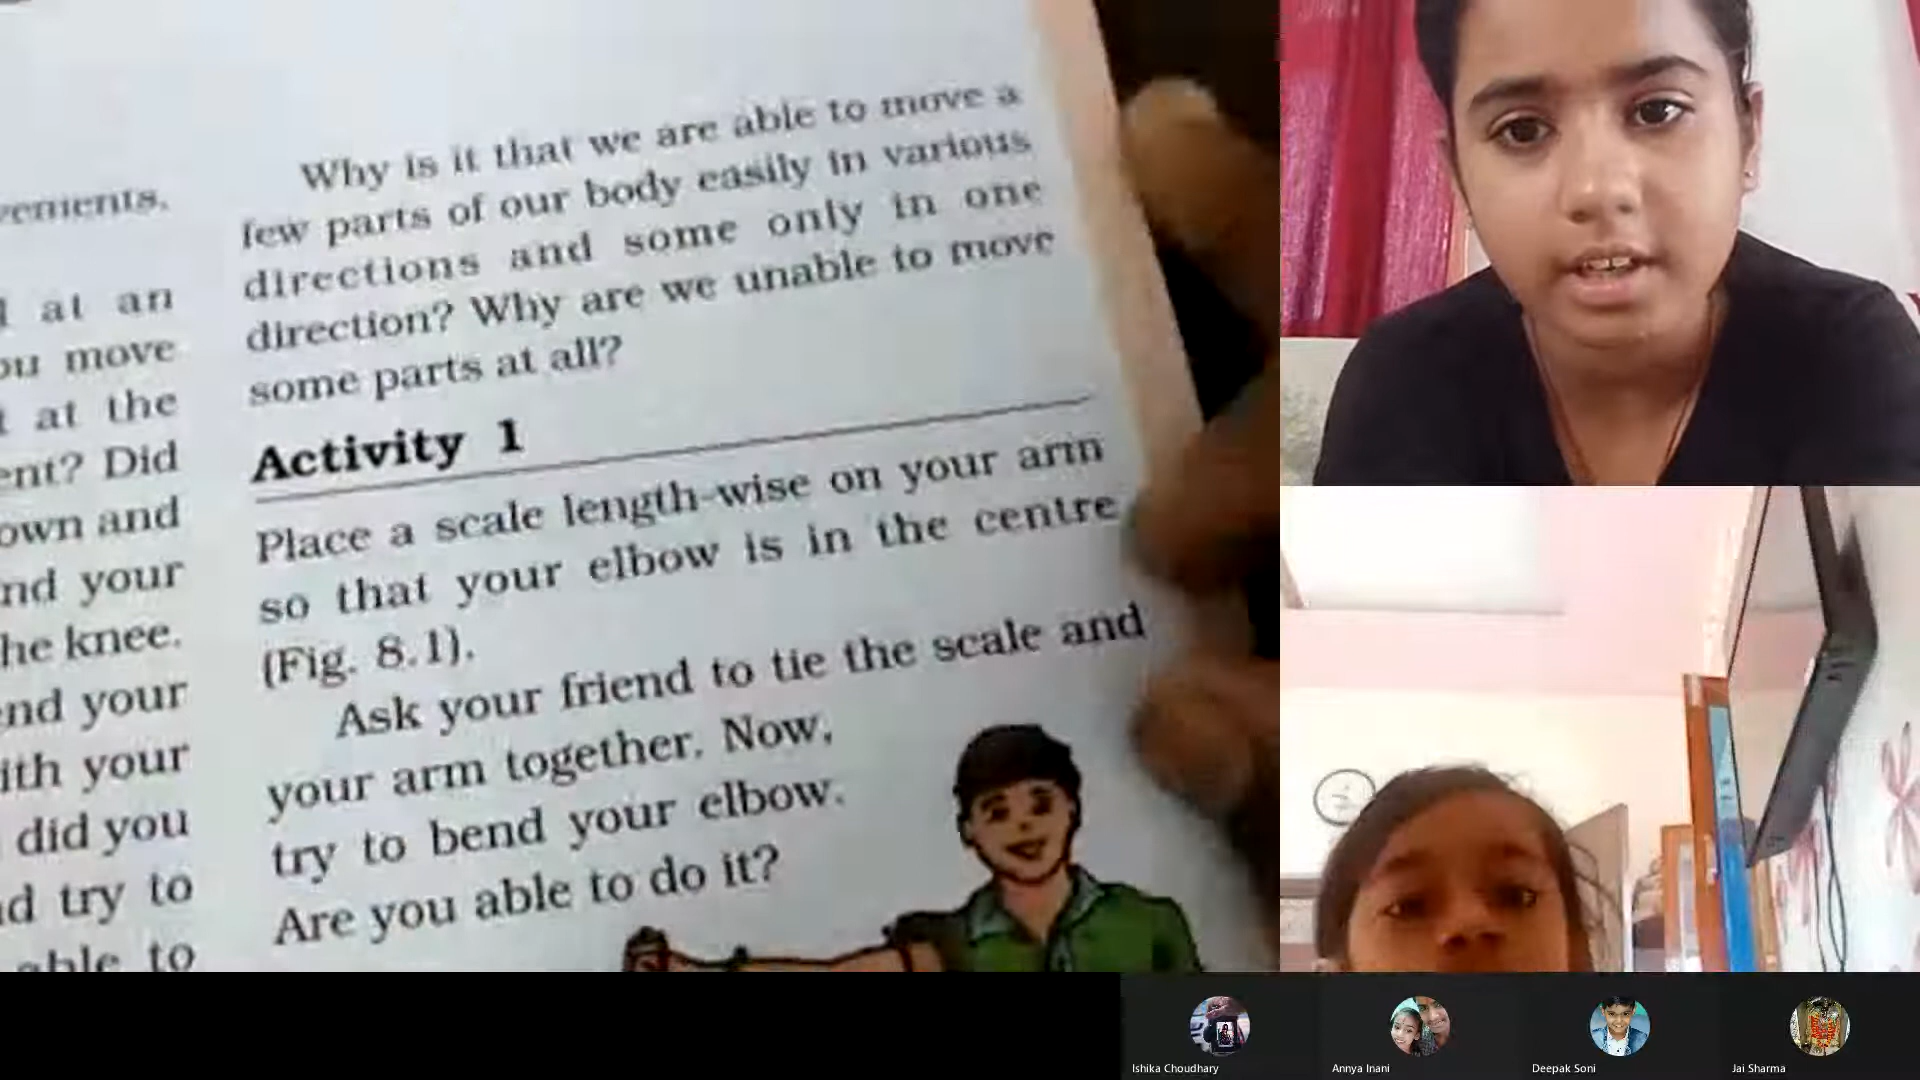 vements.
at an
ou move
at the
ent? Did
own and
nd your
he knee.
end your
ith your
did you
nd try to
able to
Why is it that we are able to move a
few parts of our body easily in various
directions and some only in one
direction? Why are we unable to move
some parts at all?
Activity 1
Place a scale length-wise on your arm
so that your elbow is in the centre
(Fig. 8.1).
Ask your friend to tie the scale and
your arm together. Now,
try to bend your elbow.
Are you able to do it?
Ishika Choudhary
Annya Inani
Deepak Soni
Jai Sharma